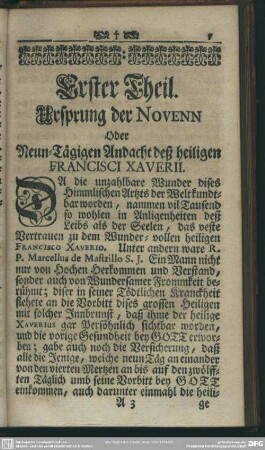 Erster Theil.
Ursprung der NOVENN
Oder
Neun-Tägigen Andacht deß heiligen
FRANCISCI XAVERII.
DA die unzahlbare Wunder dises
Himmlischen Artzts der Welt kundt-
bar worden, nammen vil Tausend
so wohlen in Anligenheiten deß
Leibs als der Seelen, das veste
Vertrauen zu dem Wunder-vollen heiligen
FRANCISCO XAVERIO. Unter andern ware R.
P. Marcellus de Mastrillo S. J. Ein Mann nicht
nur von Hochen Herkommen und Verstand,
sonder auch von Wundersamer Frommkeit be-
rühmt; diser in seiner Tödtlichen Kranckheit
flehete an die Vorbitt dises grossen Heiligen
mit solcher Innbrunst, daß ihme der heilige
XAVERIUS gar Persöhnlich sichtbar worden,
und die vorige Gesundheit bey GOTT erwor-
ben; gabe auch noch die Versicherung, daß
alle die Jenige, welche neun Täg an einander
von den vierten Mertzen an bis auf den zwölff-
ten Täglich umb seine Vorbitt bey GOTT
einkommen, auch darunter einmahl die heili-
A 3 ge